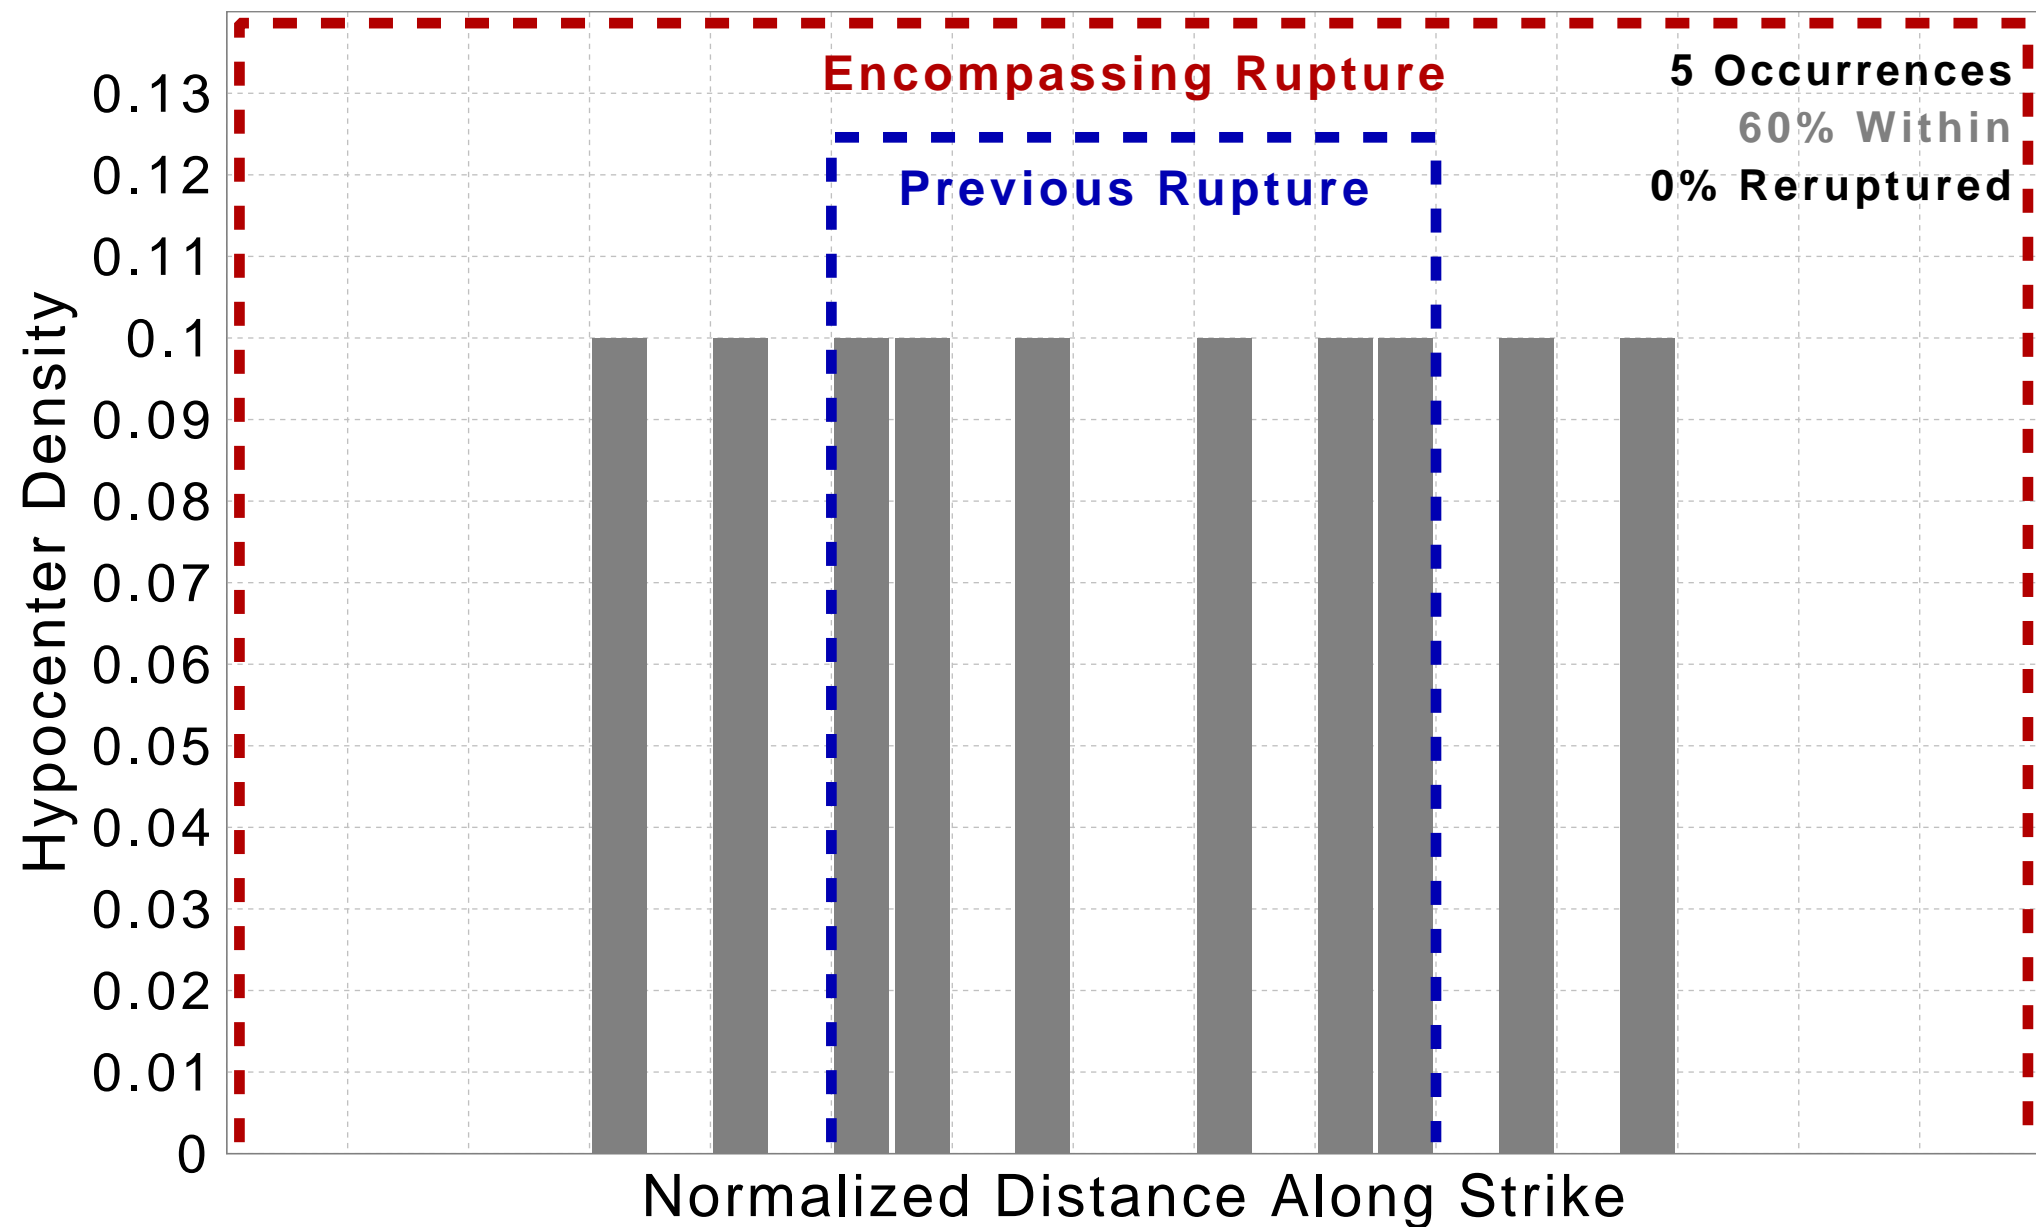 Encompassing Rupture
Previous Rupture
5 Occurrences
60% Within
0% Reruptured
Hypocenter Density
0.13
0.12
0.11
0.1
0.09
0.08
0.07
0.06
0.05
0.04
0.03
0.02
0.01
0
Normalized Distance Along Strike